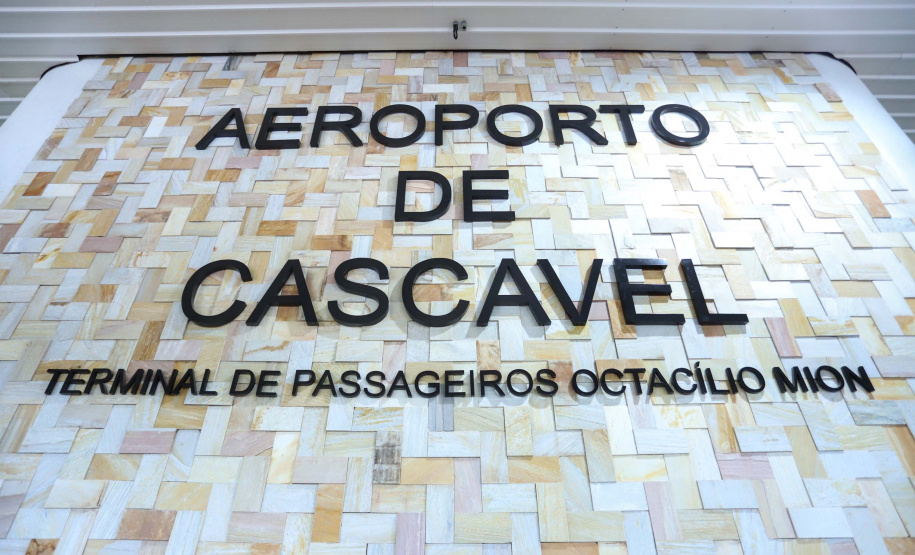 AEROPORTO
DE
CASCAVEL
TERMINAL DE PASSAGEIROS OCTACÍLIO MION